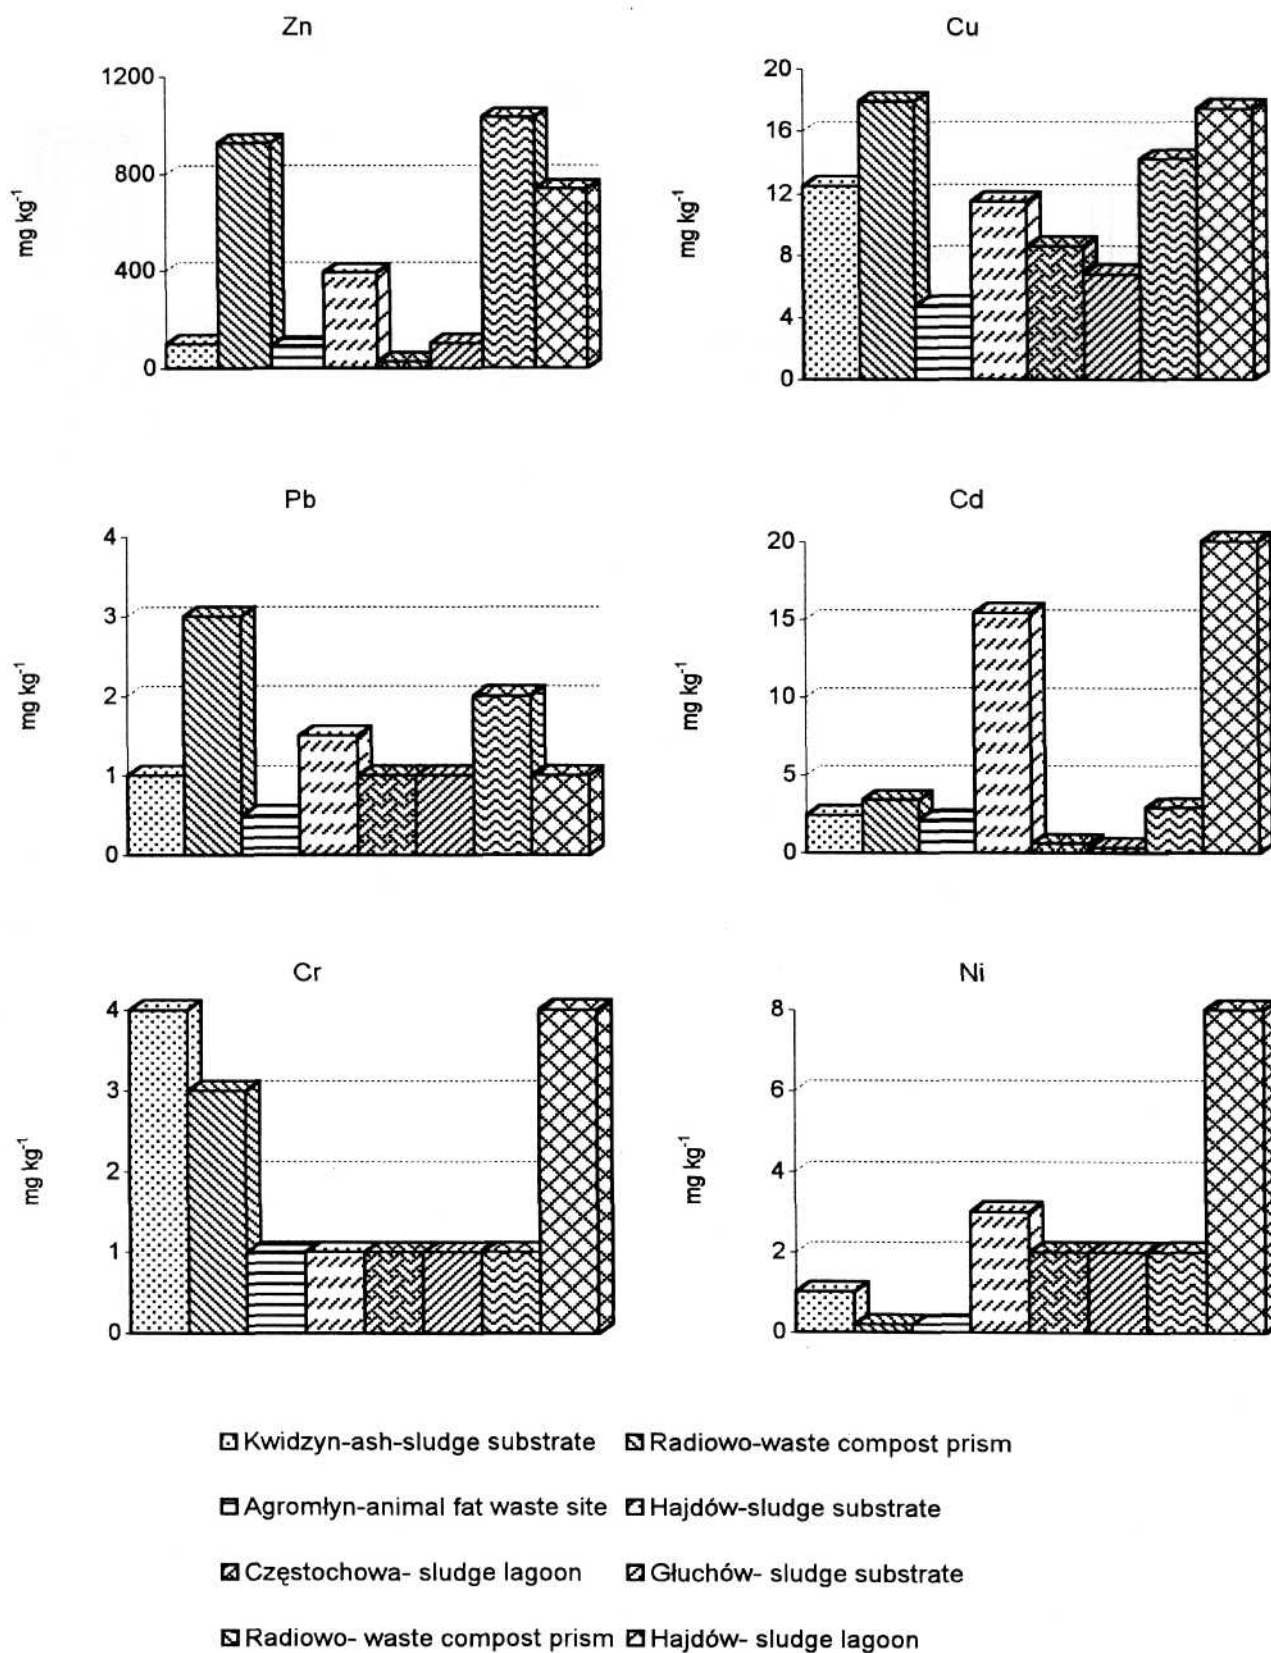 Zn
Cu
1200
800
400
0
mg kg-1
20
16
12
8
4
0
mg kg-1
Pb
Cd
4
3
2
1
0
mg kg-1
20
15
10
5
0
mg kg-1
Cr
Ni
4
3
2
1
0
mg kg-1
8
6
4
2
0
mg kg-1
Kwidzyn-ash-sludge substrate
Radiowo-waste compost prism
Agromłyn-animal fat waste site
Hajdów-sludge substrate
Częstochowa- sludge lagoon
Głuchów- sludge substrate
Radiowo- waste compost prism
Hajdów- sludge lagoon